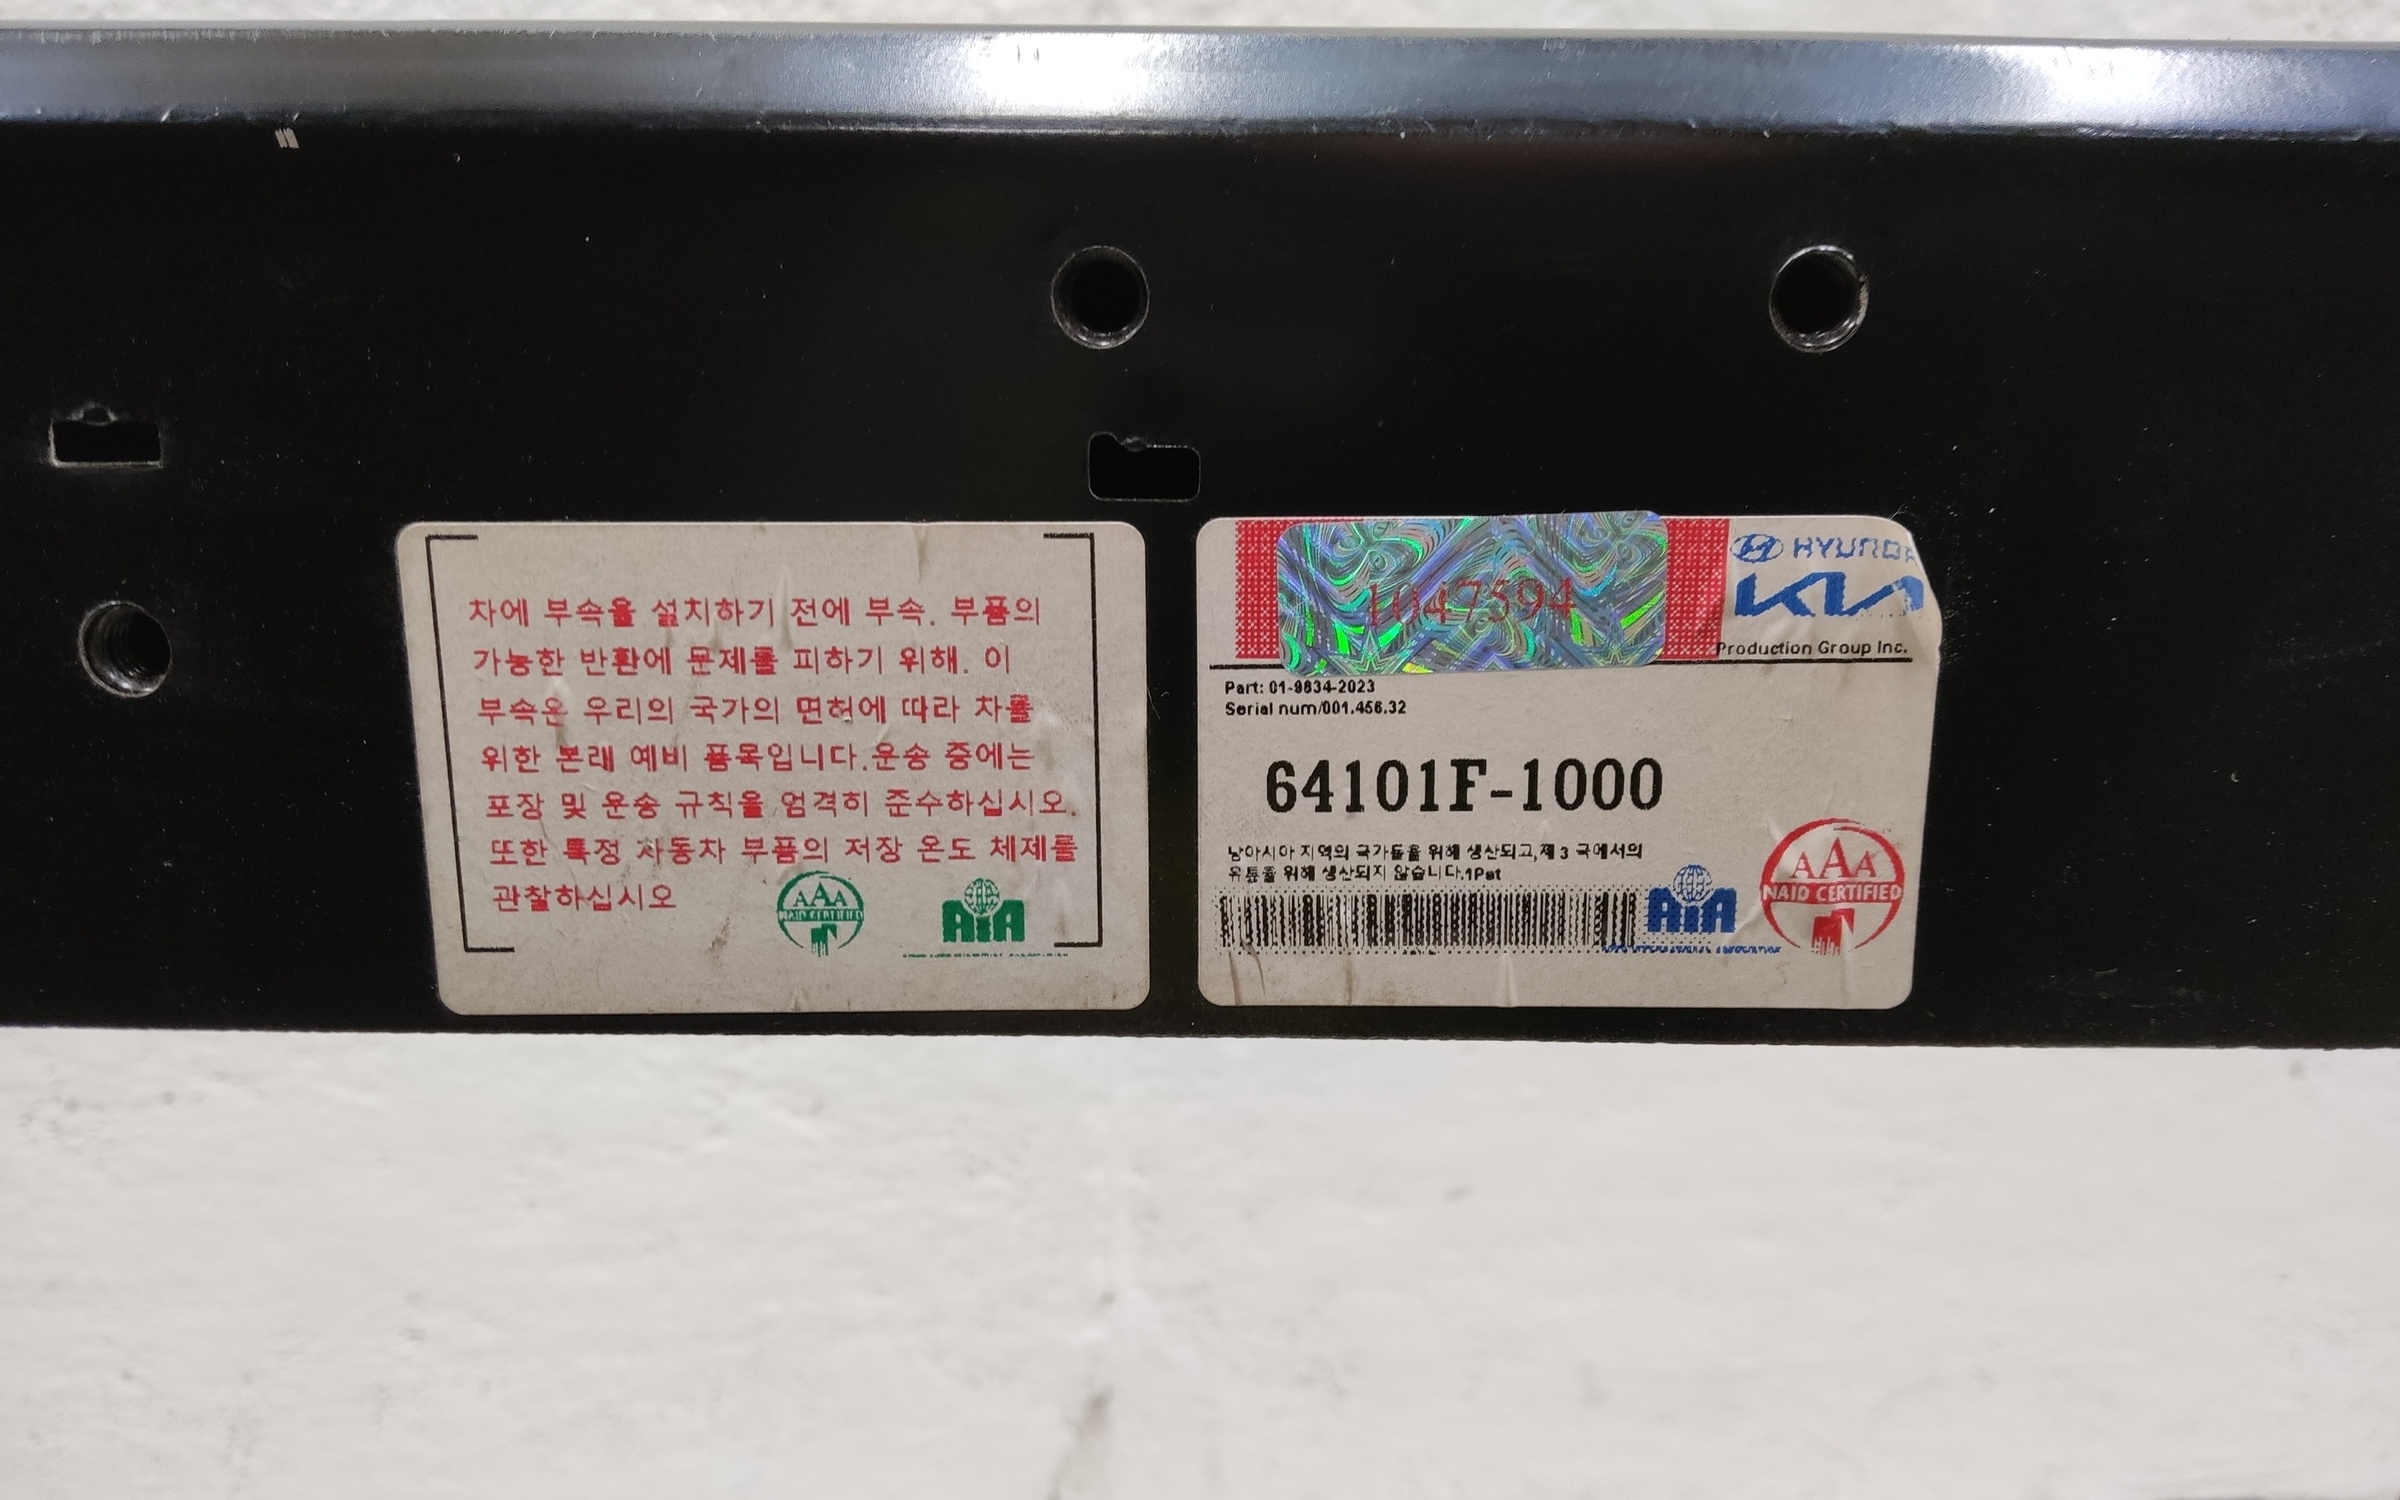 차에 부속을 설치하기 전에 부속. 부품의
가능한 반환에 문제를 피하기 위해. 이
부속은 우리의 국가의 면허에 따라 차를
위한 본래 예비 품목입니다.운송 중에는
포장 및 운송 규칙을 엄격히 준수하십시오.
또한 특정 자동차 부품의 저장 온도 체제를
관찰하십시오
AAA
NAID CERTIFIED
AiA
1047594
HYUNDA
KIA
Production Group Inc.
Part: 01-9834-2023
Serial num/001.456.32
64101F-1000
남아시아 지역의 국가들을 위해 생산되고,제 3 국에서의
유통을 위해 생산되지 않습니다.1Pat
AiA
AAA
NAID CERTIFIED